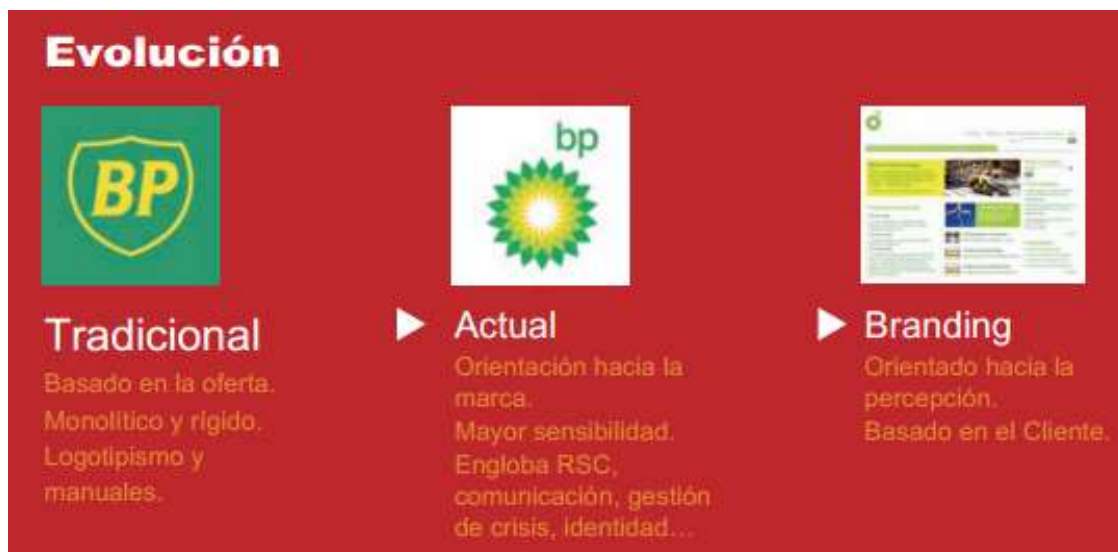 Evolución
BP
Tradicional
Basado en la oferta.
Monolítico y rígido.
Logotipismo y
manuales.
bp
Actual
Orientación hacia la
marca.
Mayor sensibilidad.
Engloba RSC,
comunicación, gestión
de crisis, identidad...
Branding
Orientado hacia la
percepción.
Basado en el Cliente.